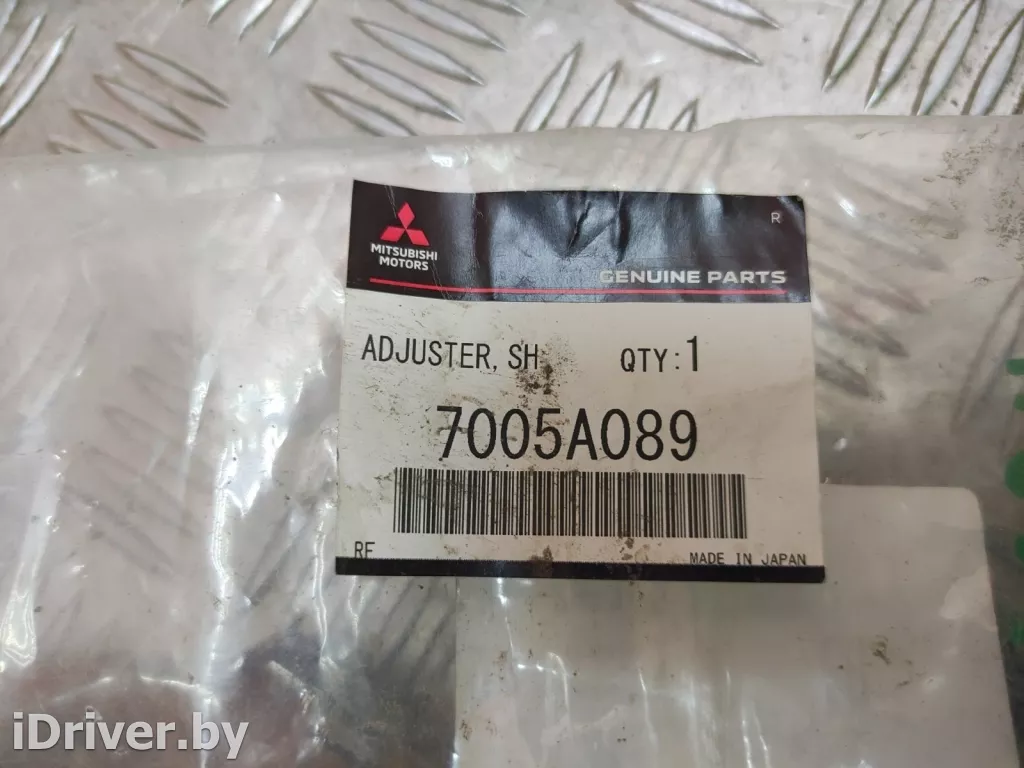 R
MITSUBISHI
MOTORS
GENUINE PARTS
ADJUSTER, SH QTY:1
7005A089
RF
MADE IN JAPAN
iDriver.by